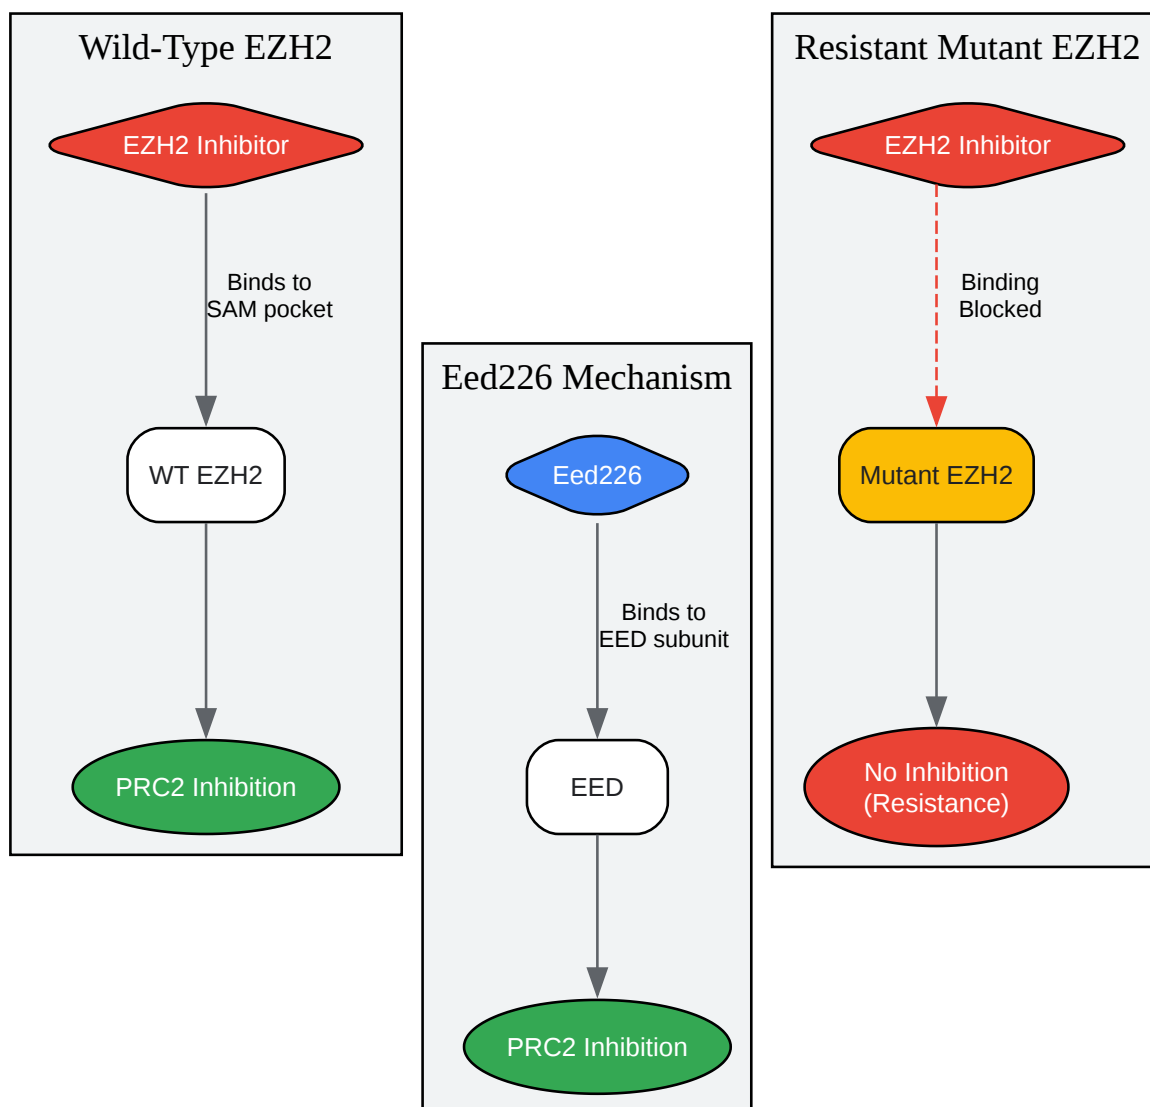 Wild-Type EZH2
EZH2 Inhibitor
Binds to
SAM pocket
WT EZH2
PRC2 Inhibition
Eed226 Mechanism
Eed226
Binds to
EED subunit
EED
PRC2 Inhibition
Resistant Mutant EZH2
EZH2 Inhibitor
Binding
Blocked
Mutant EZH2
No Inhibition
(Resistance)